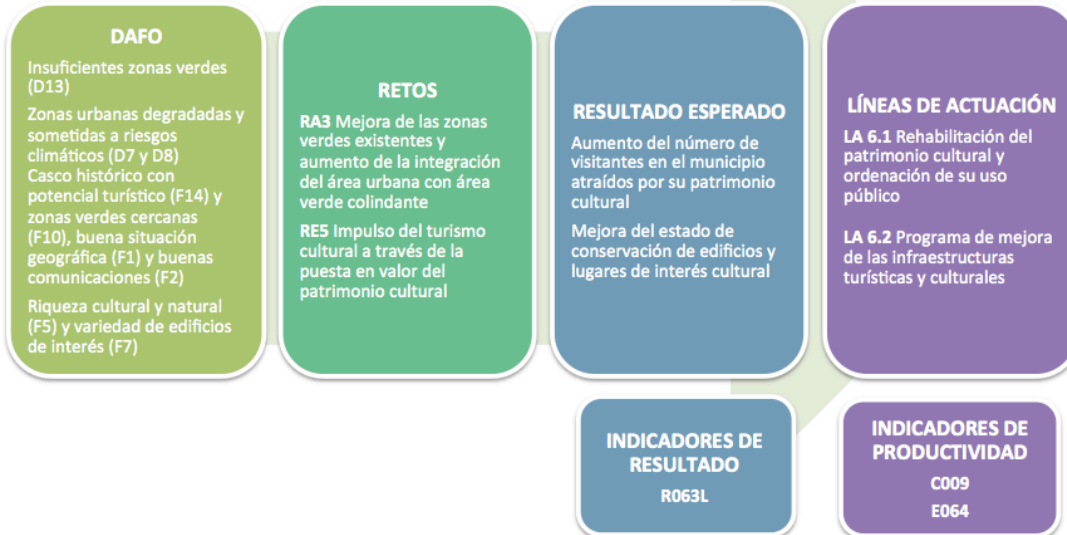 DAFO
Insuficientes zonas verdes
(D13)
Zonas urbanas degradadas y
sometidas a riesgos
climáticos (D7 y D8)
Casco histórico con
potencial turístico (F14) y
zonas verdes cercanas
(F10), buena situación
geográfica (F1) y buenas
comunicaciones (F2)
Riqueza cultural y natural
(F5) y variedad de edificios
de interés (F7)
RETOS
RA3 Mejora de las zonas
verdes existentes y
aumento de la integración
del área urbana con área
verde colindante
RE5 Impulso del turismo
cultural a través de la
puesta en valor del
patrimonio cultural
RESULTADO ESPERADO
Aumento del número de
visitantes en el municipio
atraídos por su patrimonio
cultural
Mejora del estado de
conservación de edificios y
lugares de interés cultural
LÍNEAS DE ACTUACIÓN
LA 6.1 Rehabilitación del
patrimonio cultural y
ordenación de su uso
público
LA 6.2 Programa de mejora
de las infraestructuras
turísticas y culturales
INDICADORES DE
RESULTADO
R063L
INDICADORES DE
PRODUCTIVIDAD
C009
E064